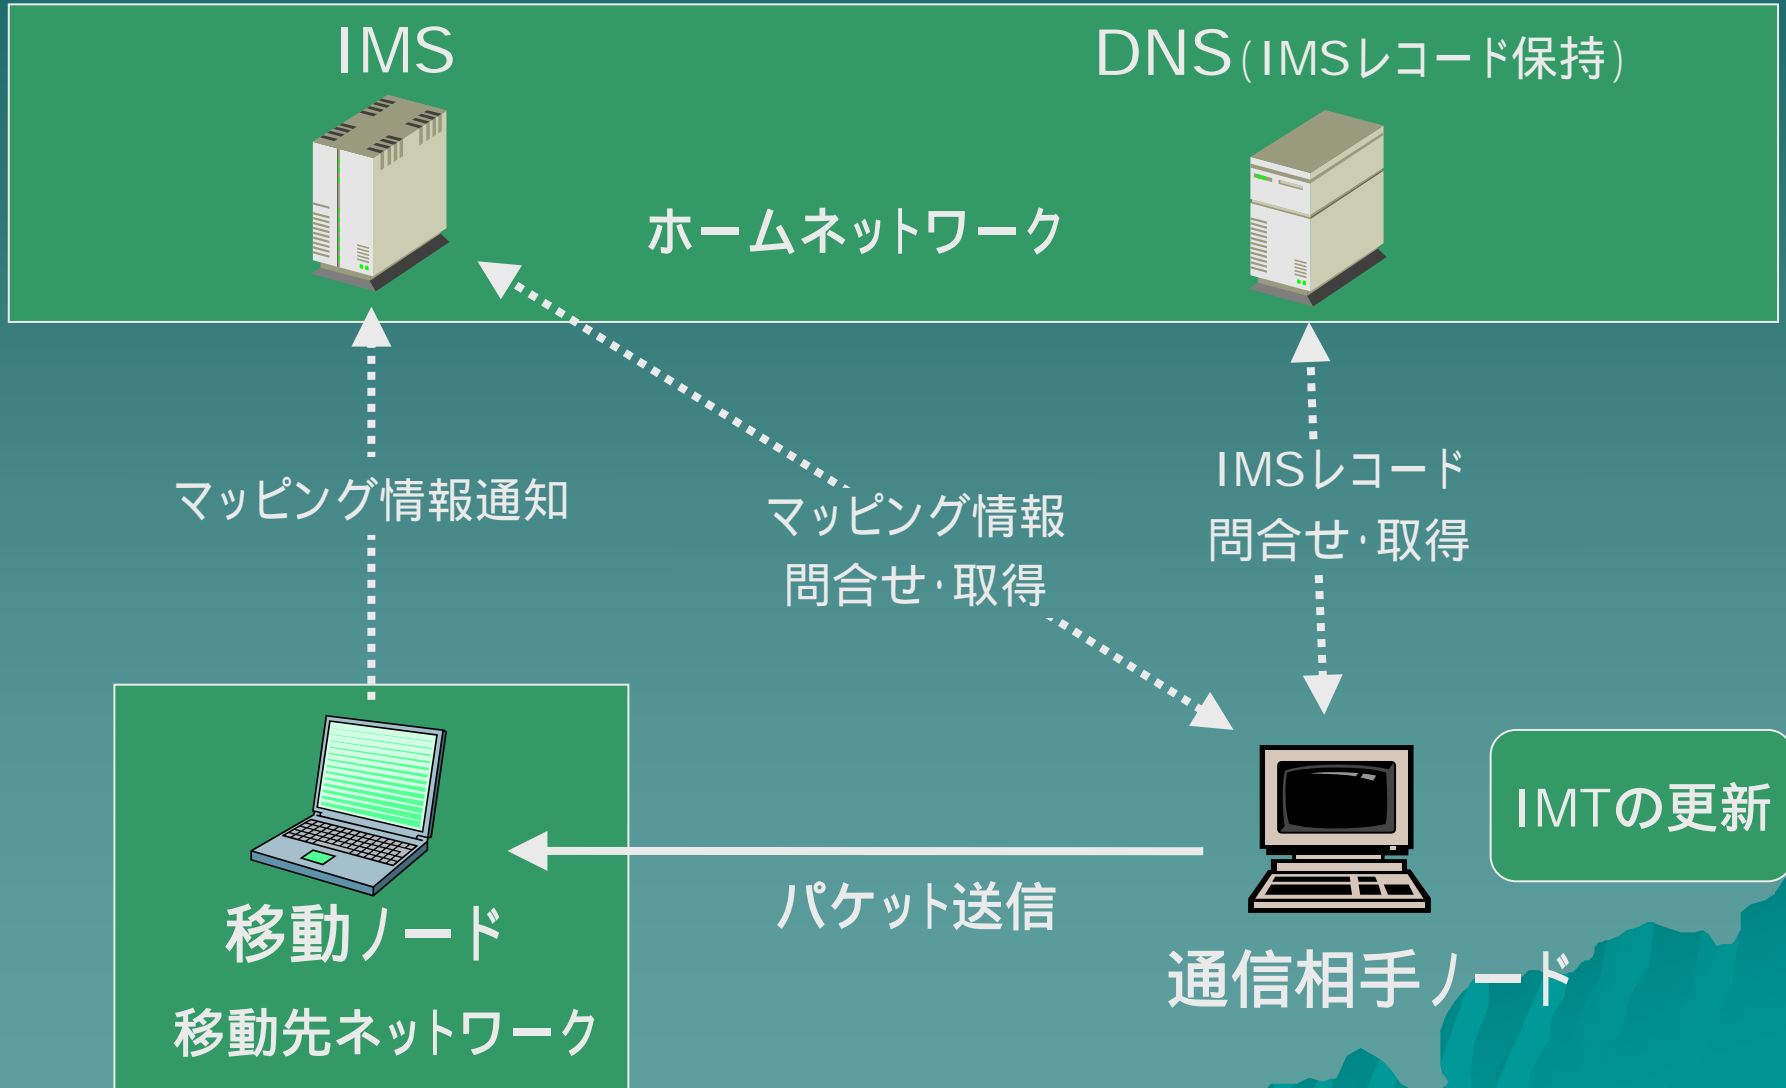 IMS
DNS(IMSレコード保持)
ホームネットワーク
マッピング情報通知
マッピング情報
問合せ・取得
IMSレコード
問合せ・取得
IMTの更新
パケット送信
移動ノード
通信相手ノード
移動先ネットワーク